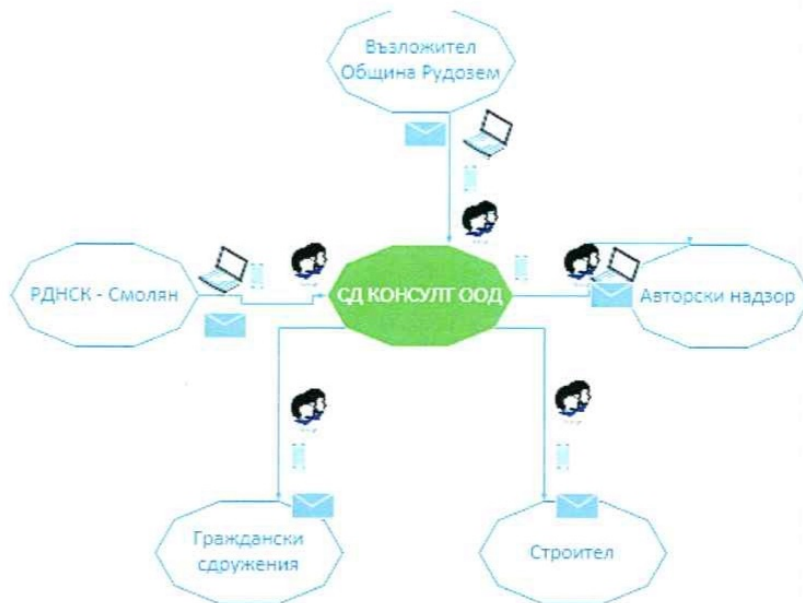 Възложител
Община Рудозем
РДНСК - Смолян
СД КОНСУЛТ ООД
Авторски надзор
Граждански
сдружения
Строител